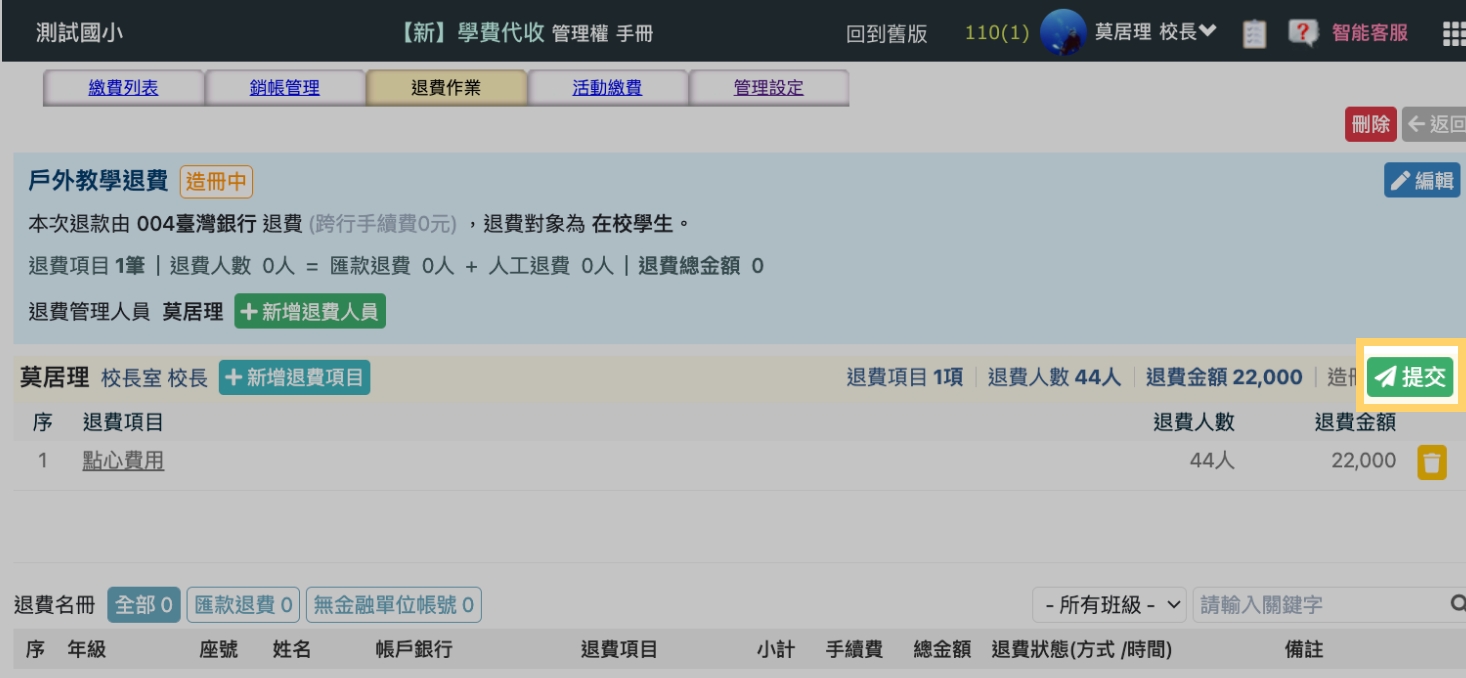 測試國小 【新】學費代收 管理權 手冊 回到舊版 110(1) 莫居理 校長 智能客服
繳費列表 銷帳管理 退費作業 活動繳費 管理設定
刪除 返回
戶外教學退費 造冊中 編輯
本次退款由 004臺灣銀行 退費 (跨行手續費0元) ，退費對象為 在校學生。
退費項目 1筆 | 退費人數 0人 = 匯款退費 0人 + 人工退費 0人 | 退費總金額 0
退費管理人員 莫居理 +新增退費人員
莫居理 校長室 校長 +新增退費項目 退費項目 1項 | 退費人數 44人 | 退費金額 22,000 | 造 提交
序 退費項目 退費人數 退費金額
1 點心費用 44人 22,000
退費名冊 全部 0 匯款退費 0 無金融單位帳號 0 - 所有班級 - 請輸入關鍵字
序 年級 座號 姓名 帳戶銀行 退費項目 小計 手續費 總金額 退費狀態(方式 /時間) 備註